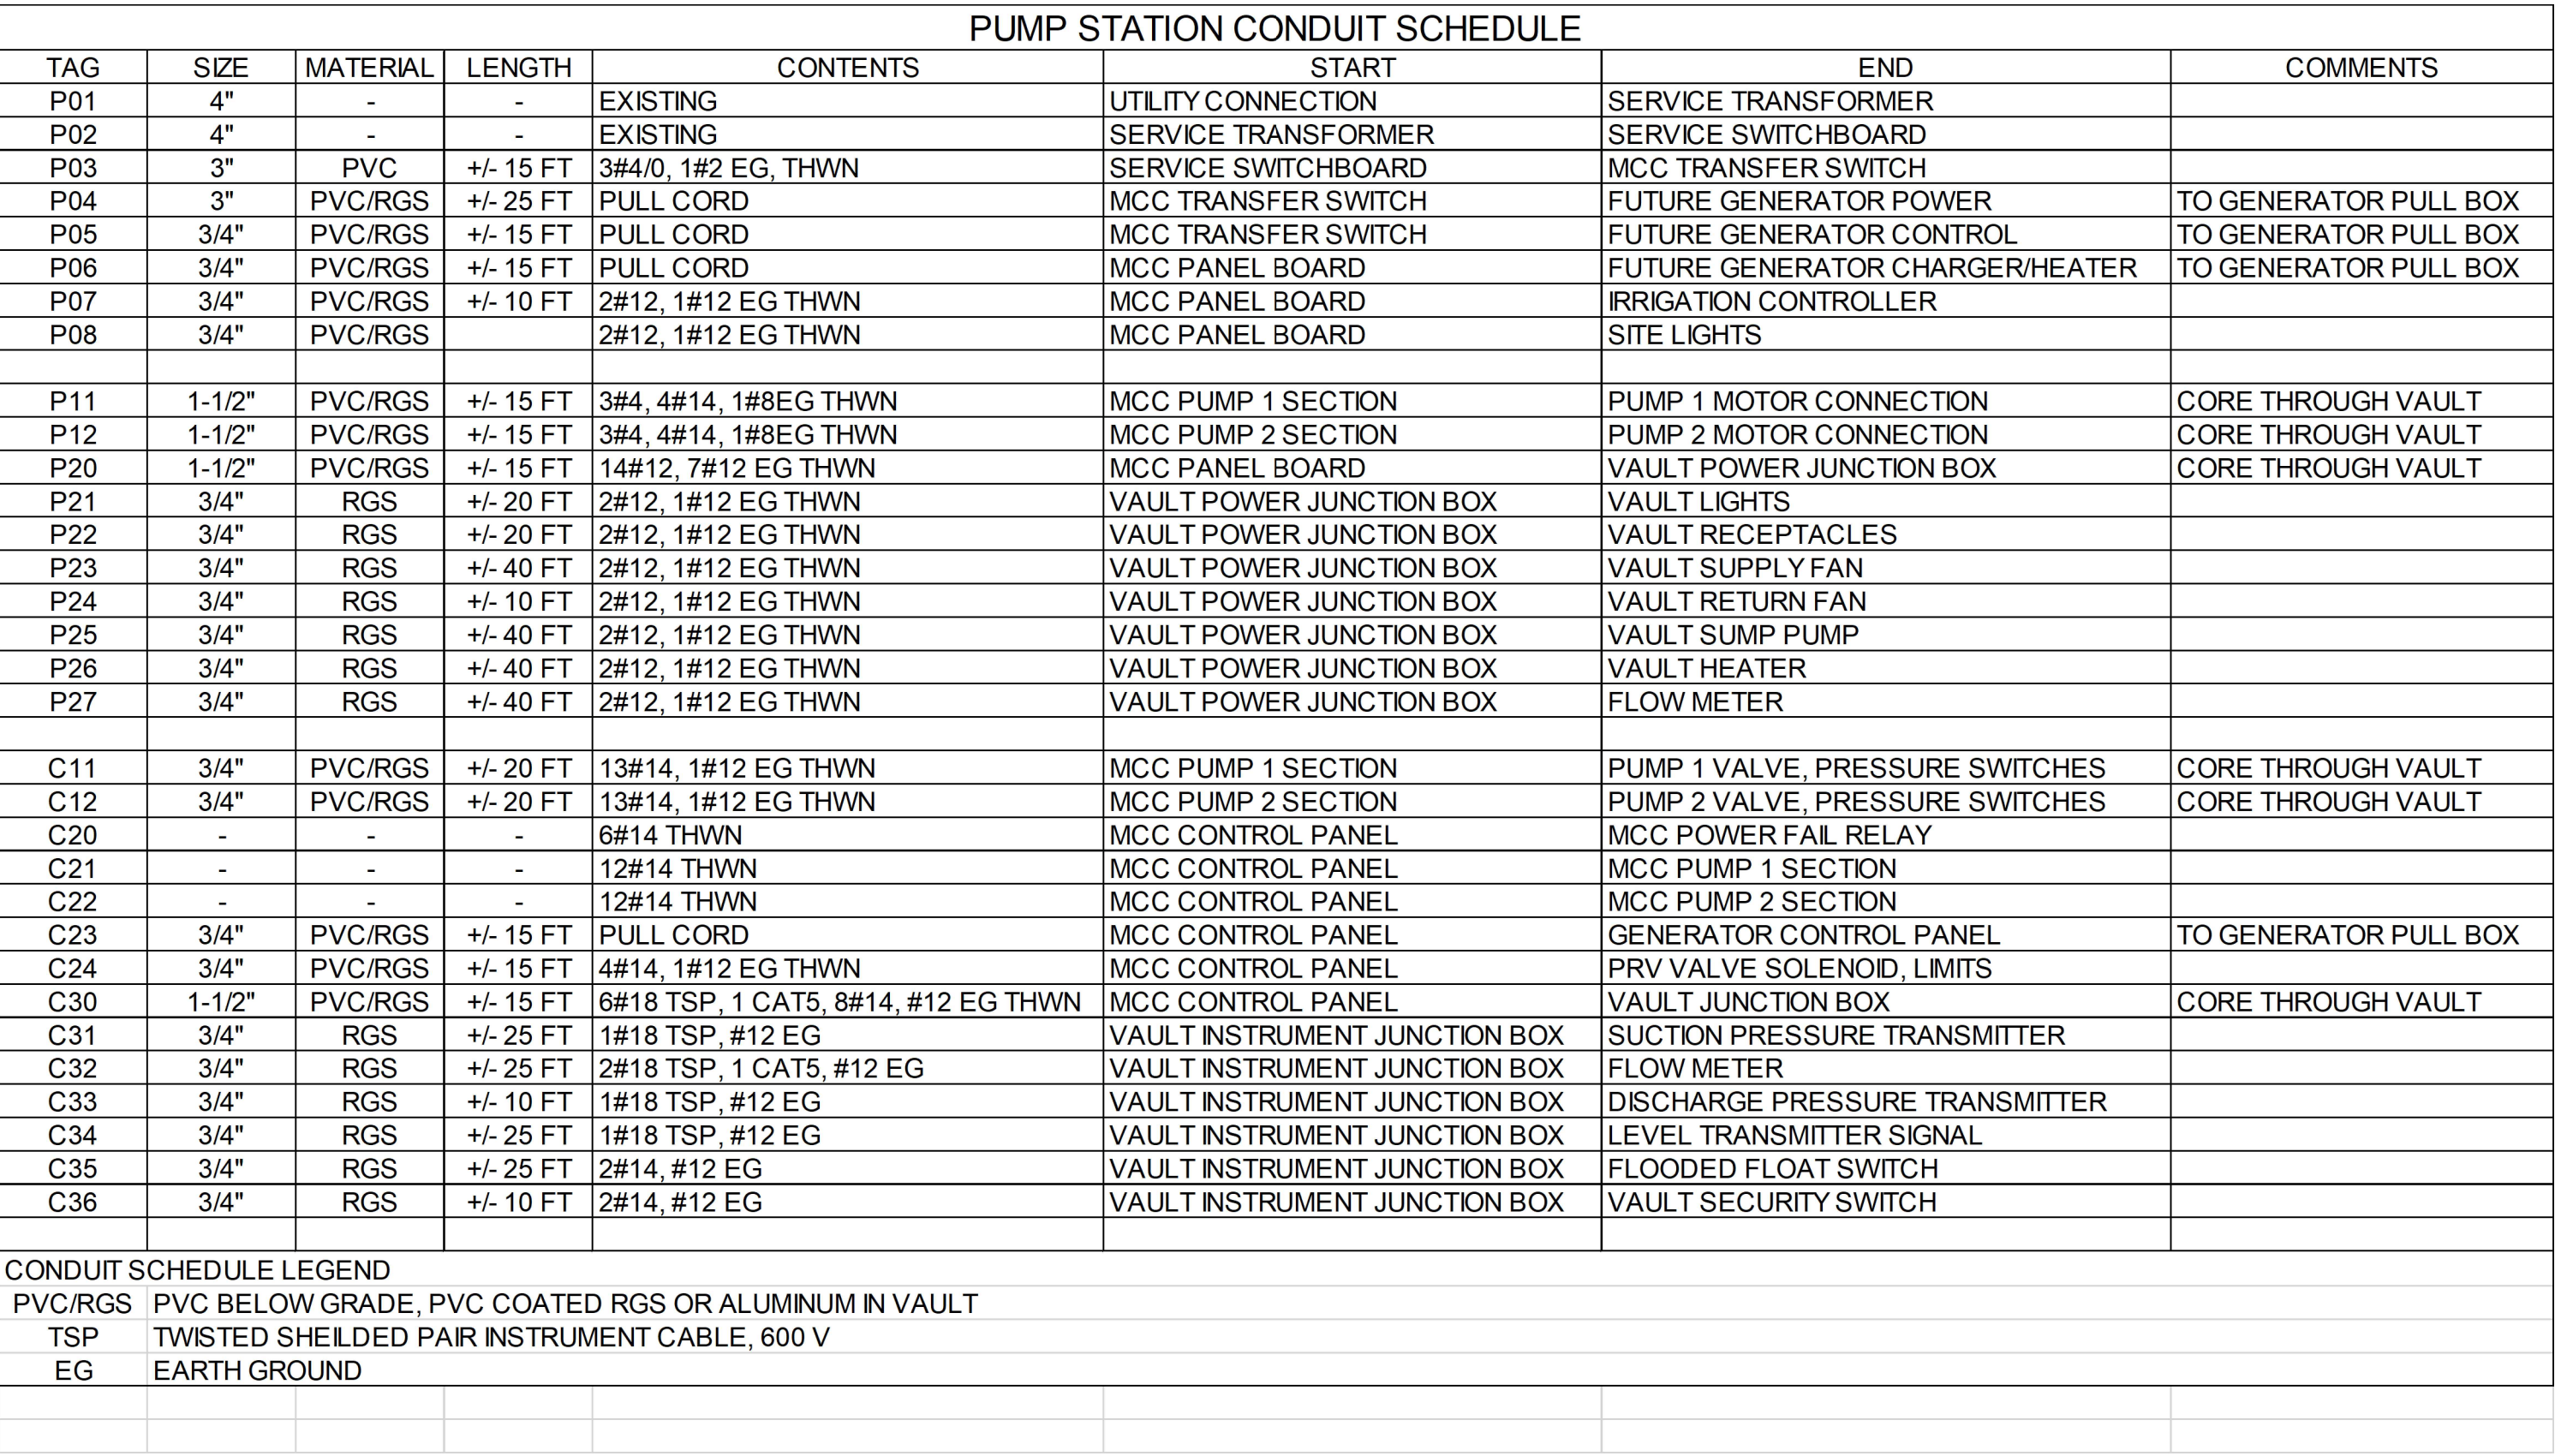 PUMP STATION CONDUIT SCHEDULE
TAG SIZE MATERIAL LENGTH CONTENTS START END COMMENTS
P01 4" - - EXISTING UTILITY CONNECTION SERVICE TRANSFORMER
P02 4" - - EXISTING SERVICE TRANSFORMER SERVICE SWITCHBOARD
P03 3" PVC +/- 15 FT 3#4/0, 1#2 EG, THWN SERVICE SWITCHBOARD MCC TRANSFER SWITCH
P04 3" PVC/RGS +/- 25 FT PULL CORD MCC TRANSFER SWITCH FUTURE GENERATOR POWER TO GENERATOR PULL BOX
P05 3/4" PVC/RGS +/- 15 FT PULL CORD MCC TRANSFER SWITCH FUTURE GENERATOR CONTROL TO GENERATOR PULL BOX
P06 3/4" PVC/RGS +/- 15 FT PULL CORD MCC PANEL BOARD FUTURE GENERATOR CHARGER/HEATER TO GENERATOR PULL BOX
P07 3/4" PVC/RGS +/- 10 FT 2#12, 1#12 EG THWN MCC PANEL BOARD IRRIGATION CONTROLLER
P08 3/4" PVC/RGS 2#12, 1#12 EG THWN MCC PANEL BOARD SITE LIGHTS
P11 1-1/2" PVC/RGS +/- 15 FT 3#4, 4#14, 1#8EG THWN MCC PUMP 1 SECTION PUMP 1 MOTOR CONNECTION CORE THROUGH VAULT
P12 1-1/2" PVC/RGS +/- 15 FT 3#4, 4#14, 1#8EG THWN MCC PUMP 2 SECTION PUMP 2 MOTOR CONNECTION CORE THROUGH VAULT
P20 1-1/2" PVC/RGS +/- 15 FT 14#12, 7#12 EG THWN MCC PANEL BOARD VAULT POWER JUNCTION BOX CORE THROUGH VAULT
P21 3/4" RGS +/- 20 FT 2#12, 1#12 EG THWN VAULT POWER JUNCTION BOX VAULT LIGHTS
P22 3/4" RGS +/- 20 FT 2#12, 1#12 EG THWN VAULT POWER JUNCTION BOX VAULT RECEPTACLES
P23 3/4" RGS +/- 40 FT 2#12, 1#12 EG THWN VAULT POWER JUNCTION BOX VAULT SUPPLY FAN
P24 3/4" RGS +/- 10 FT 2#12, 1#12 EG THWN VAULT POWER JUNCTION BOX VAULT RETURN FAN
P25 3/4" RGS +/- 40 FT 2#12, 1#12 EG THWN VAULT POWER JUNCTION BOX VAULT SUMP PUMP
P26 3/4" RGS +/- 40 FT 2#12, 1#12 EG THWN VAULT POWER JUNCTION BOX VAULT HEATER
P27 3/4" RGS +/- 40 FT 2#12, 1#12 EG THWN VAULT POWER JUNCTION BOX FLOW METER
C11 3/4" PVC/RGS +/- 20 FT 13#14, 1#12 EG THWN MCC PUMP 1 SECTION PUMP 1 VALVE, PRESSURE SWITCHES CORE THROUGH VAULT
C12 3/4" PVC/RGS +/- 20 FT 13#14, 1#12 EG THWN MCC PUMP 2 SECTION PUMP 2 VALVE, PRESSURE SWITCHES CORE THROUGH VAULT
C20 - - - 6#14 THWN MCC CONTROL PANEL MCC POWER FAIL RELAY
C21 - - - 12#14 THWN MCC CONTROL PANEL MCC PUMP 1 SECTION
C22 - - - 12#14 THWN MCC CONTROL PANEL MCC PUMP 2 SECTION
C23 3/4" PVC/RGS +/- 15 FT PULL CORD MCC CONTROL PANEL GENERATOR CONTROL PANEL TO GENERATOR PULL BOX
C24 3/4" PVC/RGS +/- 15 FT 4#14, 1#12 EG THWN MCC CONTROL PANEL PRV VALVE SOLENOID, LIMITS
C30 1-1/2" PVC/RGS +/- 15 FT 6#18 TSP, 1 CAT5, 8#14, #12 EG THWN MCC CONTROL PANEL VAULT JUNCTION BOX CORE THROUGH VAULT
C31 3/4" RGS +/- 25 FT 1#18 TSP, #12 EG VAULT INSTRUMENT JUNCTION BOX SUCTION PRESSURE TRANSMITTER
C32 3/4" RGS +/- 25 FT 2#18 TSP, 1 CAT5, #12 EG VAULT INSTRUMENT JUNCTION BOX FLOW METER
C33 3/4" RGS +/- 10 FT 1#18 TSP, #12 EG VAULT INSTRUMENT JUNCTION BOX DISCHARGE PRESSURE TRANSMITTER
C34 3/4" RGS +/- 25 FT 1#18 TSP, #12 EG VAULT INSTRUMENT JUNCTION BOX LEVEL TRANSMITTER SIGNAL
C35 3/4" RGS +/- 25 FT 2#14, #12 EG VAULT INSTRUMENT JUNCTION BOX FLOODED FLOAT SWITCH
C36 3/4" RGS +/- 10 FT 2#14, #12 EG VAULT INSTRUMENT JUNCTION BOX VAULT SECURITY SWITCH
CONDUIT SCHEDULE LEGEND
PVC/RGS PVC BELOW GRADE, PVC COATED RGS OR ALUMINUM IN VAULT
TSP TWISTED SHEILDED PAIR INSTRUMENT CABLE, 600 V
EG EARTH GROUND